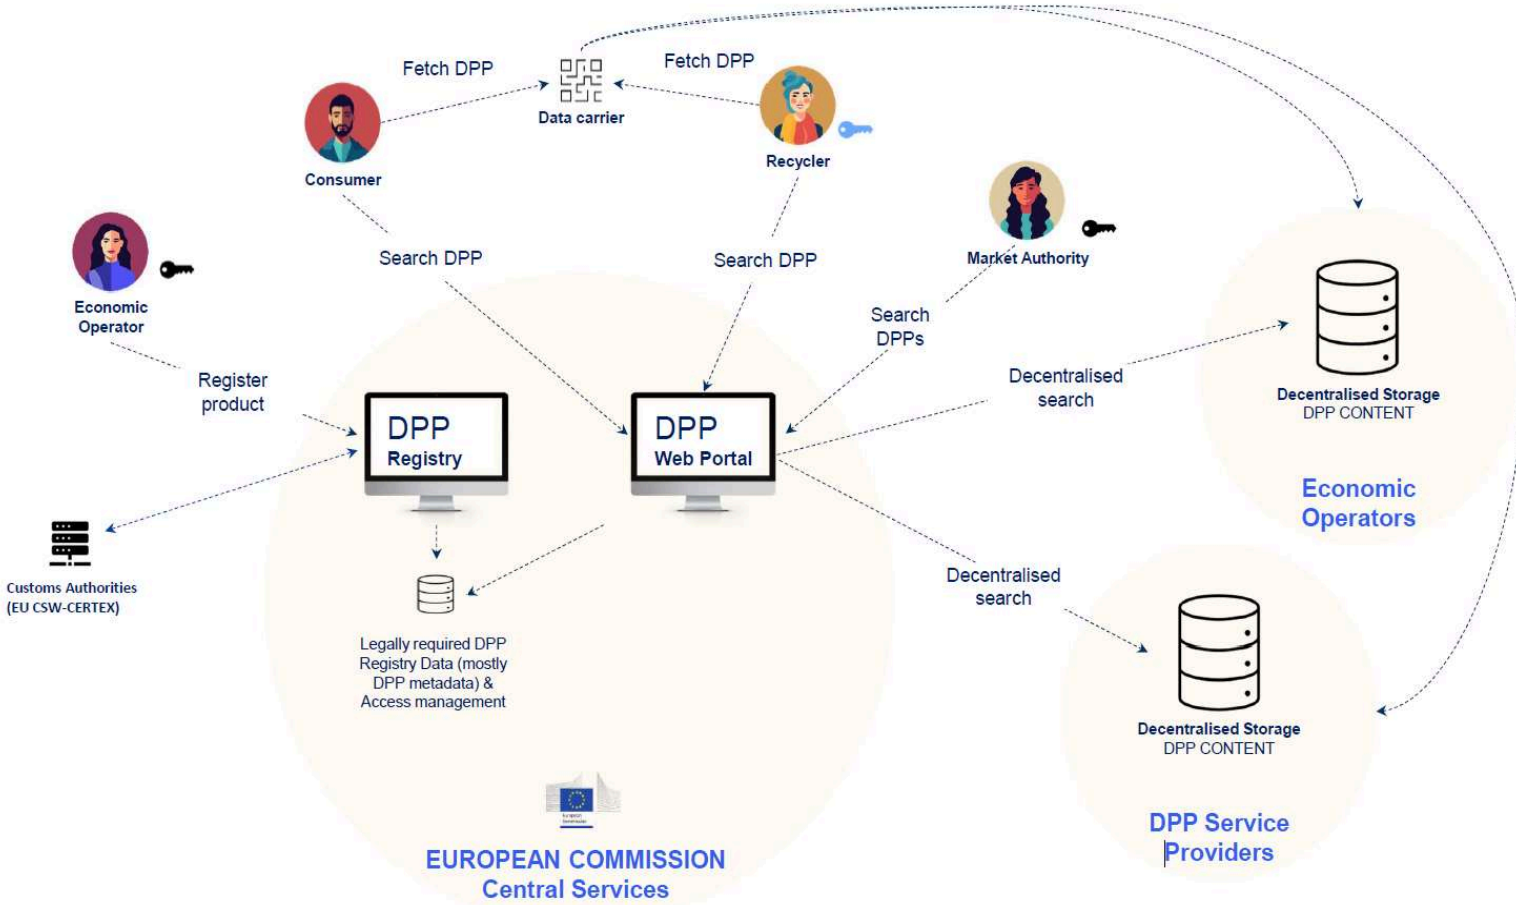 Fetch DPP
Fetch DPP
Data carrier
Consumer
Recycler
Market Authority
Economic
Operator
Search DPP
Search DPP
Search
DPPs
Register
product
Decentralised
search
DPP
Registry
DPP
Web Portal
Decentralised Storage
DPP CONTENT
Economic
Operators
Customs Authorities
(EU CSW-CERTEX)
Decentralised
search
Legally required DPP
Registry Data (mostly
DPP metadata) &
Access management
Decentralised Storage
DPP CONTENT
European
Commission
EUROPEAN COMMISSION
Central Services
DPP Service
Providers